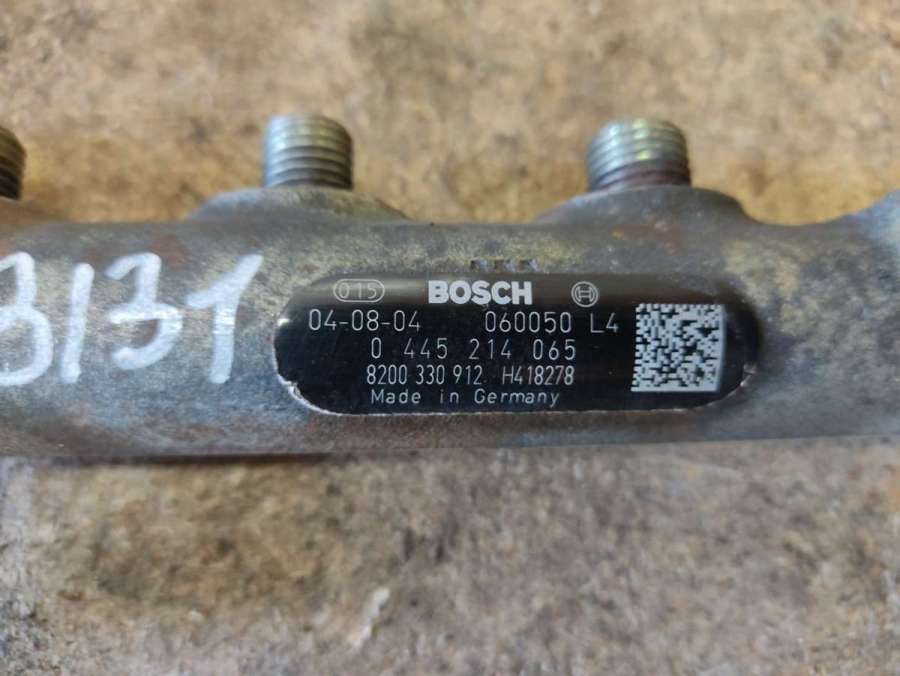 3131
015 BOSCH
04-08-04 060050 L4
0 445 214 065
8200 330 912 H418278
Made in Germany